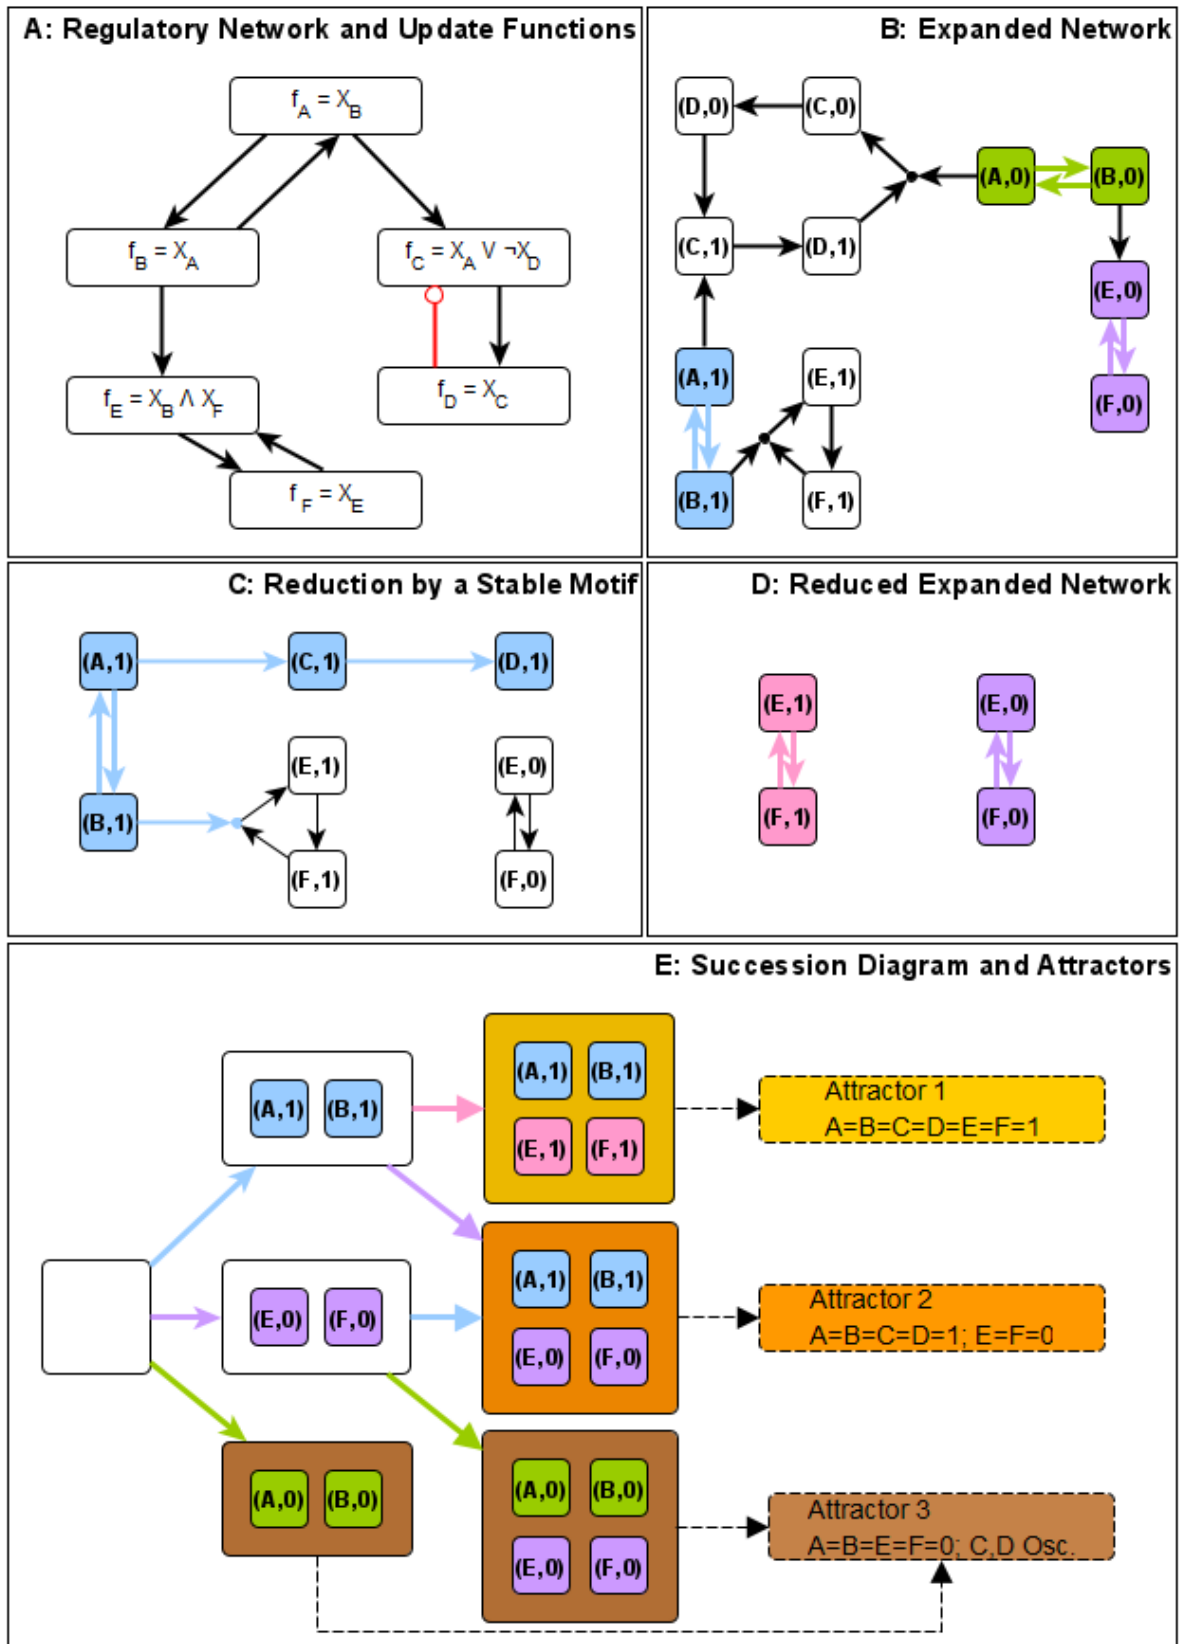 A: Regulatory Network and Update Functions
f_A = X_B
f_B = X_A
f_C = X_A V ¬X_D
f_E = X_B Λ X_F
f_D = X_C
f_F = X_E
B: Expanded Network
(D,0) (C,0)
(A,0) (B,0)
(C,1) (D,1)
(E,0)
(A,1) (E,1)
(F,0)
(B,1) (F,1)
C: Reduction by a Stable Motif
(A,1) (C,1) (D,1)
(E,1) (E,0)
(B,1)
(F,1) (F,0)
D: Reduced Expanded Network
(E,1) (E,0)
(F,1) (F,0)
E: Succession Diagram and Attractors
(A,1) (B,1)
(A,1) (B,1)
(E,1) (F,1)
Attractor 1
A=B=C=D=E=F=1
(E,0) (F,0)
(A,1) (B,1)
(E,0) (F,0)
Attractor 2
A=B=C=D=1; E=F=0
(A,0) (B,0)
(A,0) (B,0)
(E,0) (F,0)
Attractor 3
A=B=E=F=0; C,D Osc.